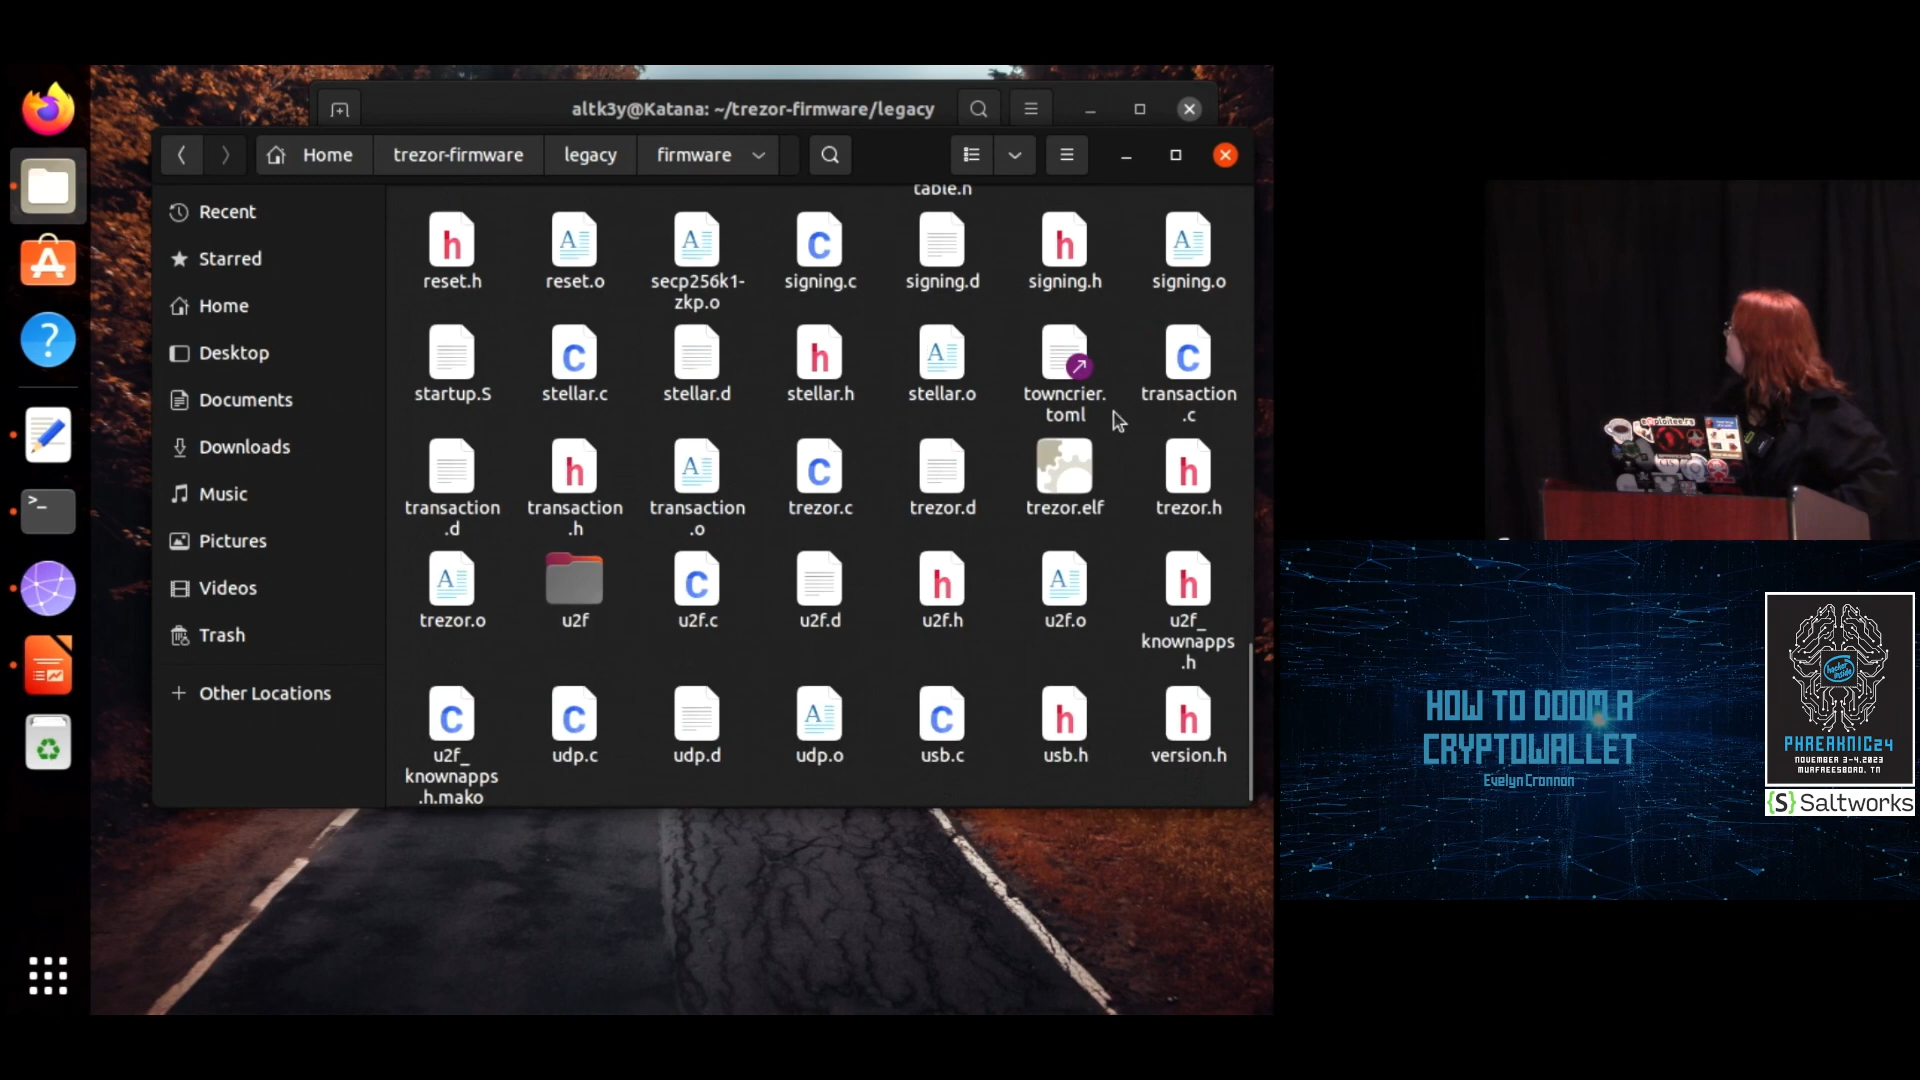 altk3y@Katana: ~/trezor-firmware/legacy
Home
trezor-firmware
legacy
firmware
Recent
Starred
Home
Desktop
Documents
Downloads
Music
Pictures
Videos
Trash
Other Locations
table.h
reset.h
reset.o
secp256k1-
zkp.o
signing.c
signing.d
signing.h
signing.o
startup.S
stellar.c
stellar.d
stellar.h
stellar.o
towncrier.
toml
transaction
.c
transaction
.d
transaction
.h
transaction
.o
trezor.c
trezor.d
trezor.elf
trezor.h
trezor.o
u2f
u2f.c
u2f.d
u2f.h
u2f.o
u2f_
knownapps
.h
u2f_
knownapps
.h.mako
udp.c
udp.d
udp.o
usb.c
usb.h
version.h
HOW TO DOOM A
CRYPTOWALLET
Evelyn Cronnon
hacker
inside
PHREAKNIC24
NOVEMBER 3-4.2023
MURFREESBORO, TN
{S} Saltworks